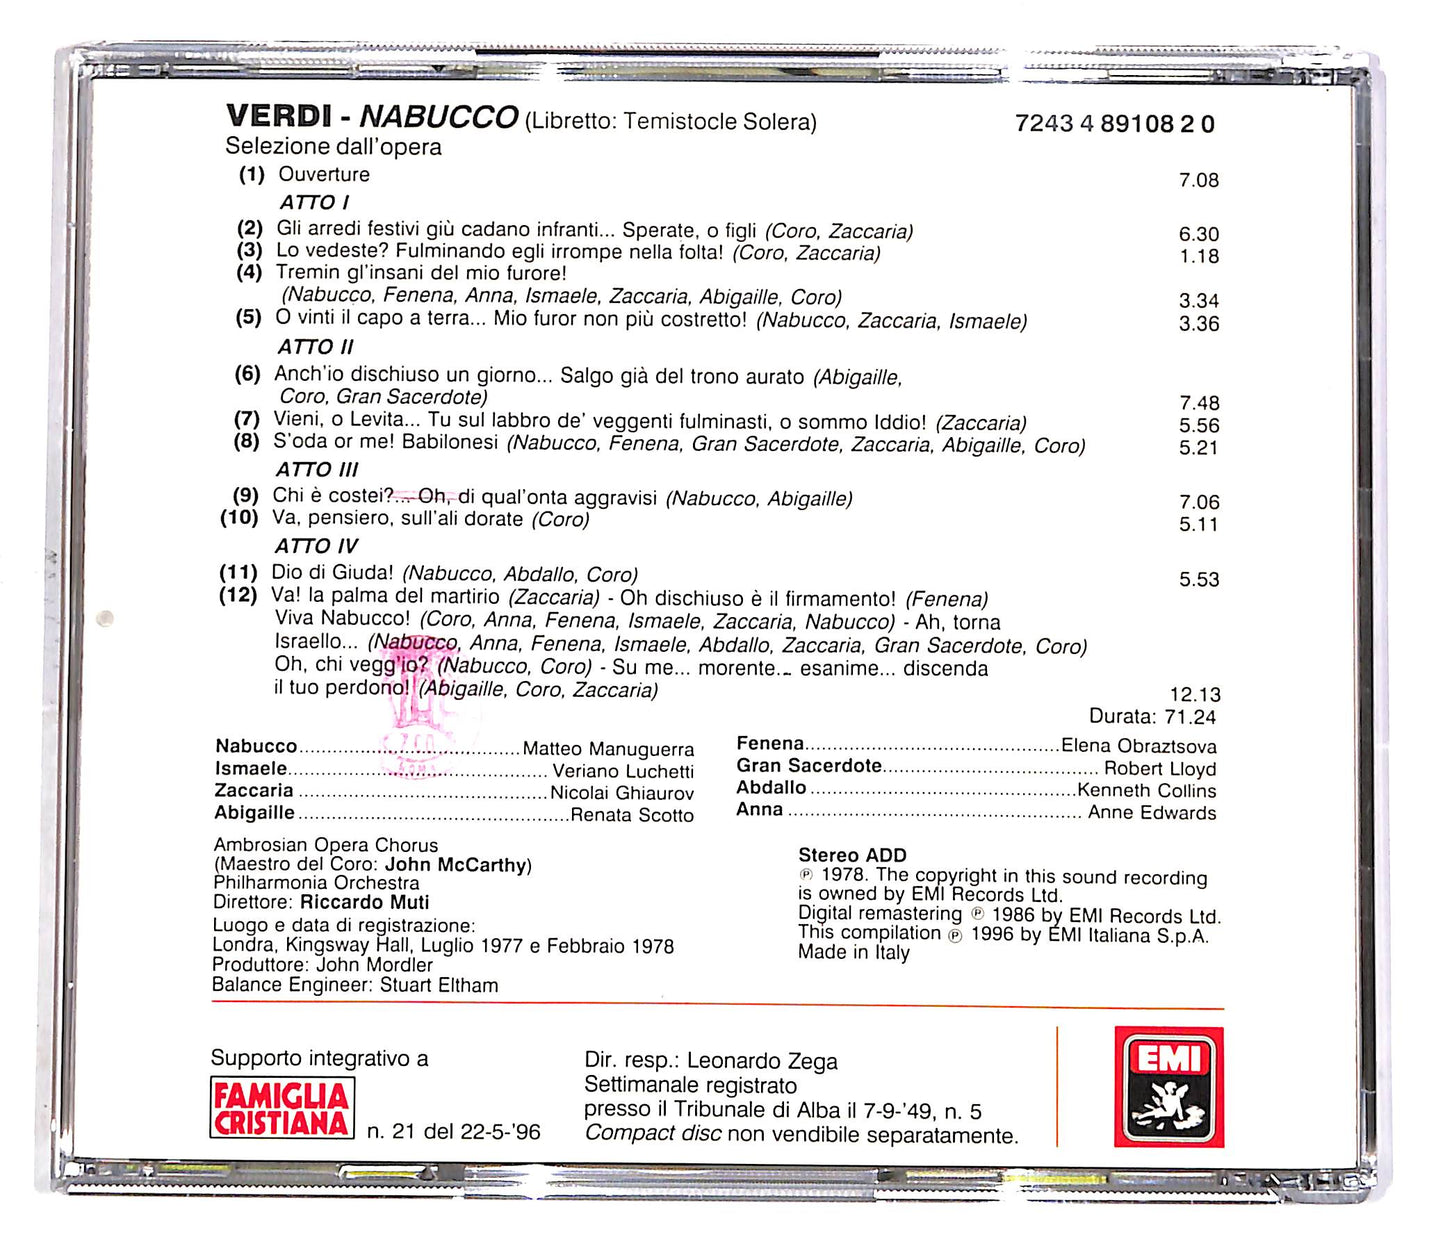 VERDI - NABUCCO (Libretto: Temistocle Solera) 7243 4 89108 2 0
Selezione dall'opera
(1) Ouverture 7.08
ATTO I
(2) Gli arredi festivi giù cadano infranti... Sperate, o figli (Coro, Zaccaria) 6.30
(3) Lo vedeste? Fulminando egli irrompe nella folta! (Coro, Zaccaria) 1.18
(4) Tremin gl'insani del mio furore!
(Nabucco, Fenena, Anna, Ismaele, Zaccaria, Abigaille, Coro) 3.34
(5) O vinti il capo a terra... Mio furor non più costretto! (Nabucco, Zaccaria, Ismaele) 3.36
ATTO II
(6) Anch'io dischiuso un giorno... Salgo già del trono aurato (Abigaille,
Coro, Gran Sacerdote) 7.48
(7) Vieni, o Levita... Tu sul labbro de' veggenti fulminasti, o sommo Iddio! (Zaccaria) 5.56
(8) S'oda or me! Babilonesi (Nabucco, Fenena, Gran Sacerdote, Zaccaria, Abigaille, Coro) 5.21
ATTO III
(9) Chi è costei?... Oh, di qual'onta aggravisi (Nabucco, Abigaille) 7.06
(10) Va, pensiero, sull'ali dorate (Coro) 5.11
ATTO IV
(11) Dio di Giuda! (Nabucco, Abdallo, Coro) 5.53
(12) Va! la palma del martirio (Zaccaria) - Oh dischiuso è il firmamento! (Fenena)
Viva Nabucco! (Coro, Anna, Fenena, Ismaele, Zaccaria, Nabucco) - Ah, torna
Israello... (Nabucco, Anna, Fenena, Ismaele, Abdallo, Zaccaria, Gran Sacerdote, Coro)
Oh, chi vegg'io? (Nabucco, Coro) - Su me... morente... esanime... discenda
il tuo perdono! (Abigaille, Coro, Zaccaria) 12.13
Durata: 71.24
Nabucco........................................Matteo Manuguerra
Ismaele............................................... Veriano Luchetti
Zaccaria .............................................Nicolai Ghiaurov
Abigaille.................................................Renata Scotto
Fenena..............................................Elena Obraztsova
Gran Sacerdote....................................... Robert Lloyd
Abdallo................................................Kenneth Collins
Anna ..................................................... Anne Edwards
Ambrosian Opera Chorus
(Maestro del Coro: John McCarthy)
Philharmonia Orchestra
Direttore: Riccardo Muti
Luogo e data di registrazione:
Londra, Kingsway Hall, Luglio 1977 e Febbraio 1978
Produttore: John Mordler
Balance Engineer: Stuart Eltham
Stereo ADD
℗ 1978. The copyright in this sound recording
is owned by EMI Records Ltd.
Digital remastering ℗ 1986 by EMI Records Ltd.
This compilation ℗ 1996 by EMI Italiana S.p.A.
Made in Italy
Supporto integrativo a
FAMIGLIA
CRISTIANA n. 21 del 22-5-'96
Dir. resp.: Leonardo Zega
Settimanale registrato
presso il Tribunale di Alba il 7-9-'49, n. 5
Compact disc non vendibile separatamente.
EMI